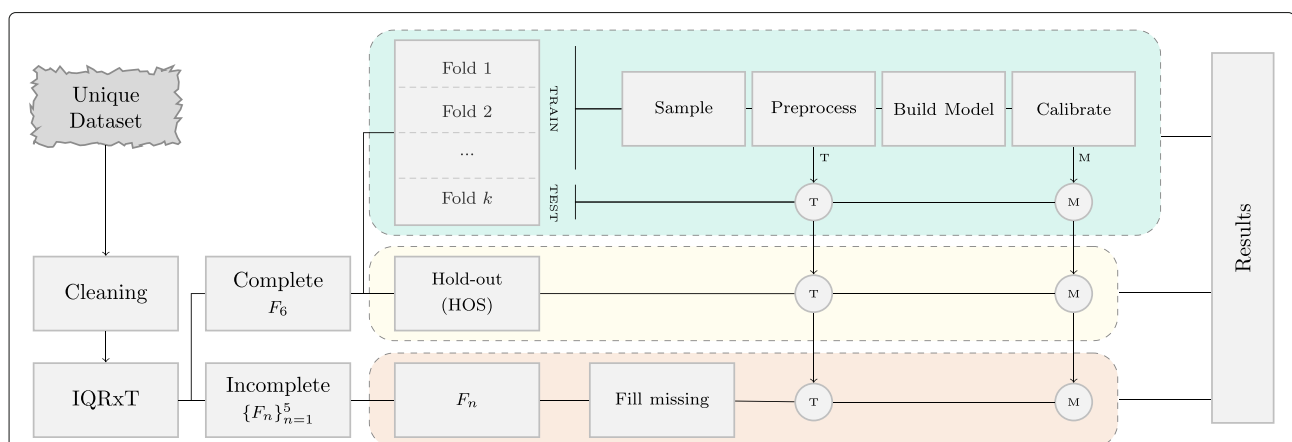 Unique
Dataset
Cleaning
IQRxT
Complete
F₆
Incomplete
{Fₙ}⁵ₙ₌₁
Fold 1
Fold 2
...
Fold k
TRAIN
TEST
Sample
Preprocess
Build Model
Calibrate
T
M
T
M
Hold-out
(HOS)
T
M
Fₙ
Fill missing
T
M
Results